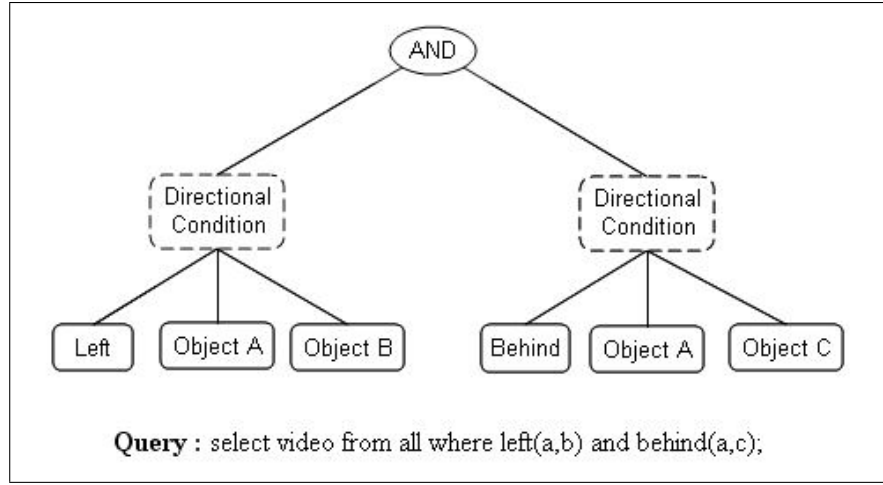 AND
Directional
Condition
Directional
Condition
Left
Object A
Object B
Behind
Object A
Object C
Query : select video from all where left(a,b) and behind(a,c);